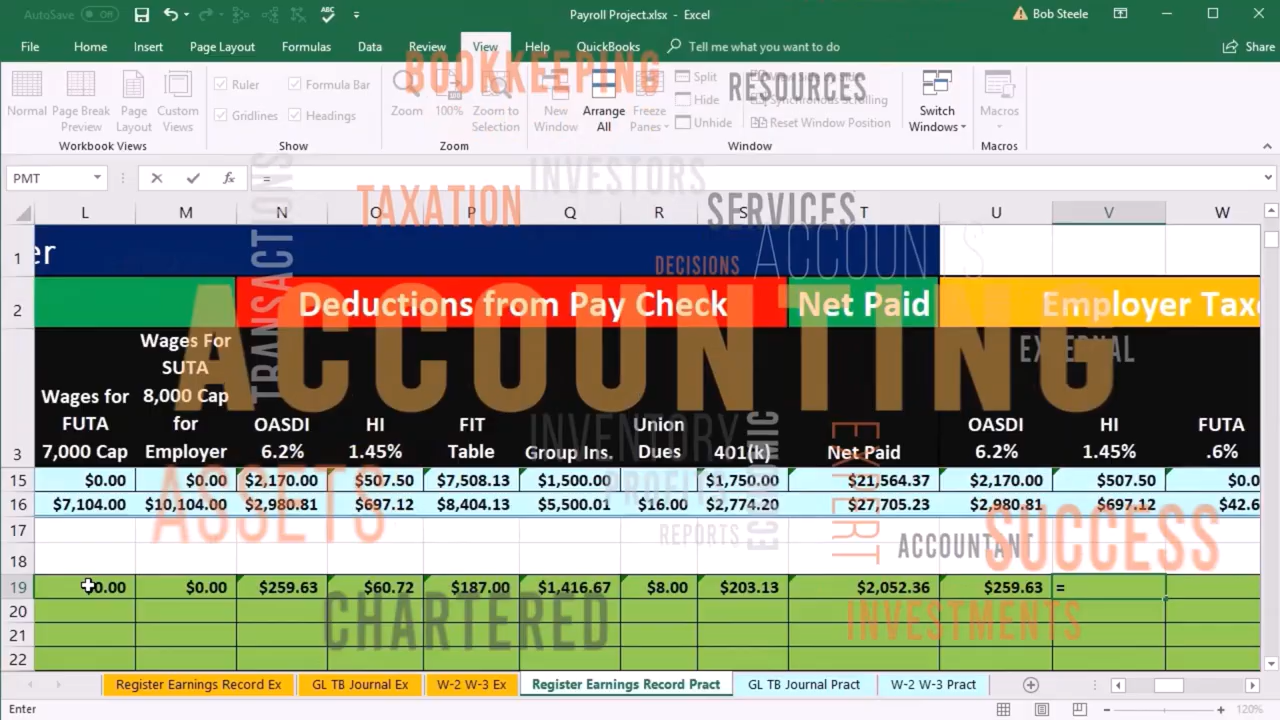 AutoSave Off
Payroll Project.xlsx - Excel
Bob Steele
File Home Insert Page Layout Formulas Data Review View Help QuickBooks Tell me what you want to do Share
BOOKKEEPING
RESOURCES
Normal Page Break Preview Page Layout Custom Views
Workbook Views
Ruler Formula Bar
Gridlines Headings
Show
Zoom 100% Zoom to Selection
Zoom
New Window Arrange All Freeze Panes
Split
Hide
Unhide
Synchronous Scrolling
Reset Window Position
Switch Windows
Window
Macros
Macros
PMT fx =
INVESTORS
TAXATION
SERVICES
TRANSACTIONS
ACCOUNTS
DECISIONS
L M N O P Q R S T U V W
1 er
2 Deductions from Pay Check Net Paid Employer Taxe
ACCOUNTING
EXTERNAL
3 Wages for FUTA 7,000 Cap
Wages For SUTA 8,000 Cap for Employer
OASDI 6.2%
HI 1.45%
FIT Table
Group Ins.
Union Dues
401(k)
Net Paid
OASDI 6.2%
HI 1.45%
FUTA .6%
INVENTORY
ECONOMIC
EXPERT
15 $0.00 $0.00 $2,170.00 $507.50 $7,508.13 $1,500.00 $1,750.00 $21,564.37 $2,170.00 $507.50 $0.0
16 $7,104.00 $10,104.00 $2,980.81 $697.12 $8,404.13 $5,500.01 $16.00 $2,774.20 $27,705.23 $2,980.81 $697.12 $42.6
ASSETS
PROFITS
REPORTS
ACCOUNTANT
SUCCESS
17
18
19 $0.00 $0.00 $259.63 $60.72 $187.00 $1,416.67 $8.00 $203.13 $2,052.36 $259.63 =
20
21
22
CHARTERED
INVESTMENTS
Register Earnings Record Ex GL TB Journal Ex W-2 W-3 Ex Register Earnings Record Pract GL TB Journal Pract W-2 W-3 Pract
Enter
120%